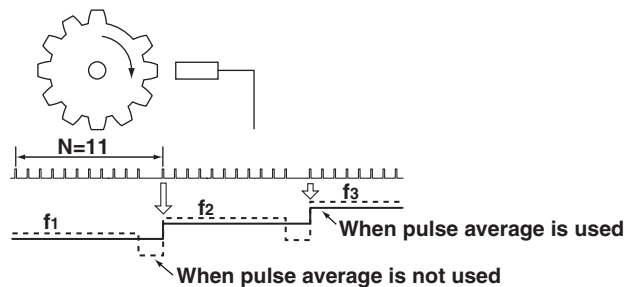 N=11
f1
f2
f3
When pulse average is used
When pulse average is not used